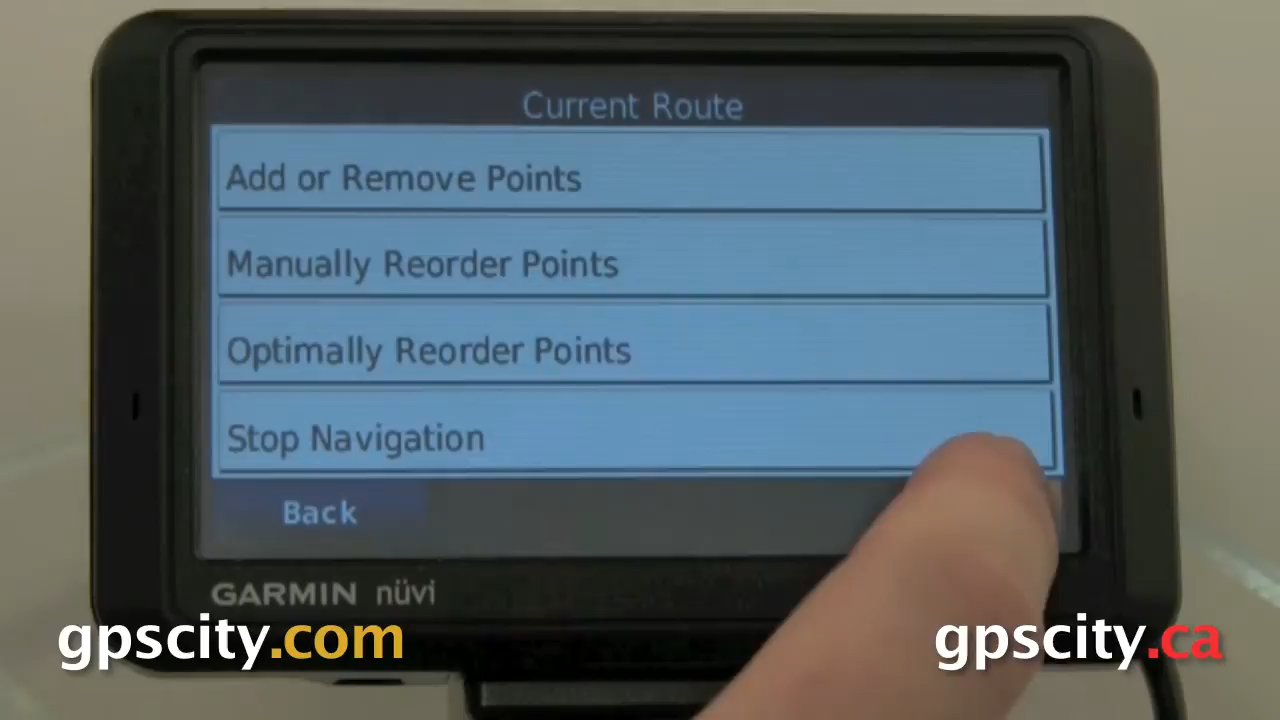 Current Route
Add or Remove Points
Manually Reorder Points
Optimally Reorder Points
Stop Navigation
Back
GARMIN nüvi
gpscity.com
gpscity.ca